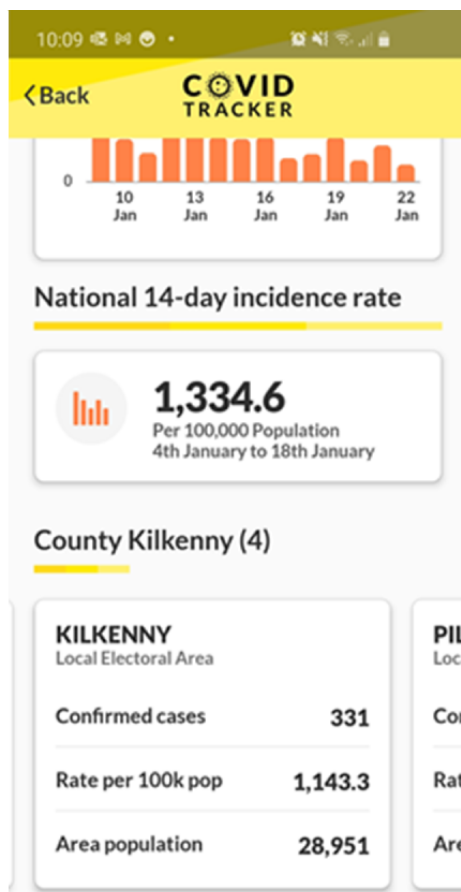 10:09
Back
COVID
TRACKER
0
10 13 16 19 22
Jan Jan Jan Jan Jan
National 14-day incidence rate
1,334.6
Per 100,000 Population
4th January to 18th January
County Kilkenny (4)
KILKENNY
Local Electoral Area
Confirmed cases 331
Rate per 100k pop 1,143.3
Area population 28,951